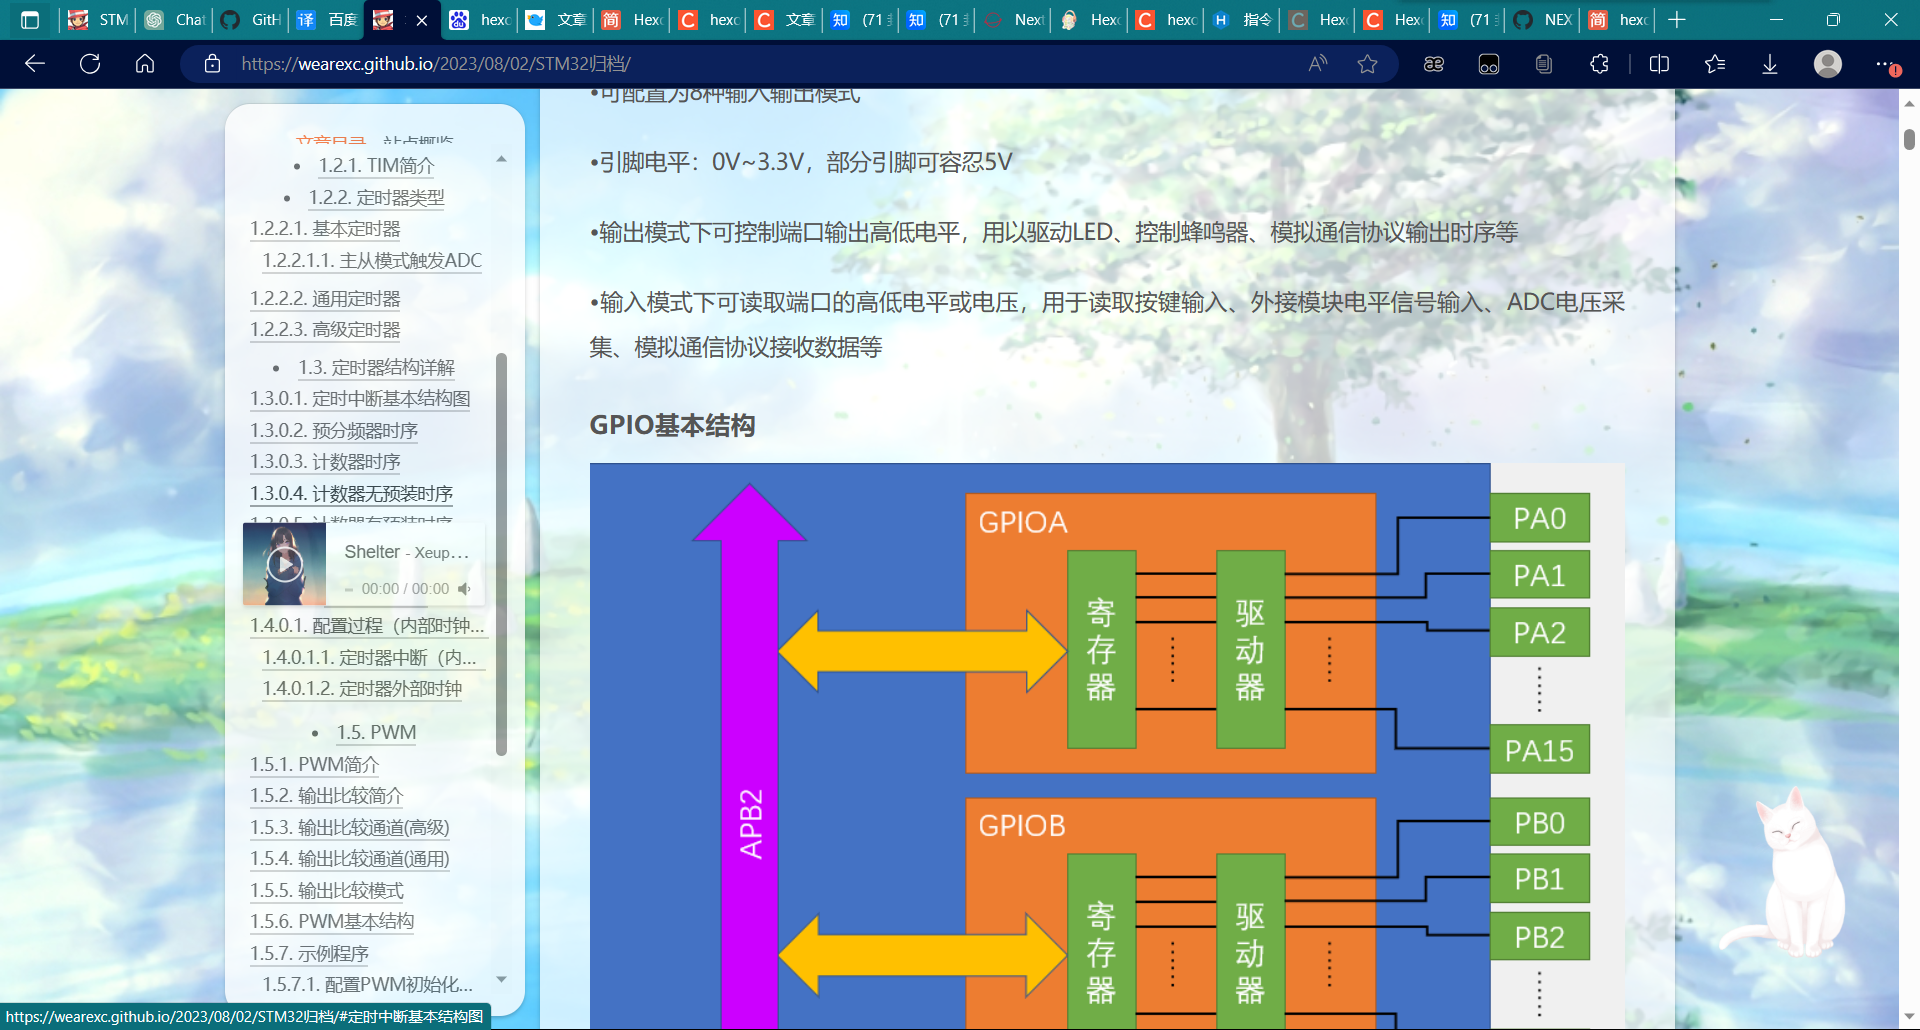 STM
Chat
GitH
译 百度
hexo
文章
简 Hexo
C hexo
C 文章
知 (71
知 (71
Next
Hexo
C hexo
H 指令
C Hexo
C Hexo
知 (71
NEX
简 hexo
https://wearexc.github.io/2023/08/02/STM32归档/
文章目录 站点概览
• 1.2.1. TIM简介
• 1.2.2. 定时器类型
1.2.2.1. 基本定时器
1.2.2.1.1. 主从模式触发ADC
1.2.2.2. 通用定时器
1.2.2.3. 高级定时器
• 1.3. 定时器结构详解
1.3.0.1. 定时中断基本结构图
1.3.0.2. 预分频器时序
1.3.0.3. 计数器时序
1.3.0.4. 计数器无预装时序
1.3.0.5. 计数器有预装时序
Shelter - Xeup...
00:00 / 00:00
1.4.0.1. 配置过程（内部时钟...
1.4.0.1.1. 定时器中断（内...
1.4.0.1.2. 定时器外部时钟
• 1.5. PWM
1.5.1. PWM简介
1.5.2. 输出比较简介
1.5.3. 输出比较通道(高级)
1.5.4. 输出比较通道(通用)
1.5.5. 输出比较模式
1.5.6. PWM基本结构
1.5.7. 示例程序
1.5.7.1. 配置PWM初始化...
•可配置为8种输入输出模式
•引脚电平：0V~3.3V，部分引脚可容忍5V
•输出模式下可控制端口输出高低电平，用以驱动LED、控制蜂鸣器、模拟通信协议输出时序等
•输入模式下可读取端口的高低电平或电压，用于读取按键输入、外接模块电平信号输入、ADC电压采
集、模拟通信协议接收数据等
GPIO基本结构
APB2
GPIOA
寄存器
驱动器
PA0
PA1
PA2
PA15
GPIOB
寄存器
驱动器
PB0
PB1
PB2
https://wearexc.github.io/2023/08/02/STM32归档/#定时中断基本结构图